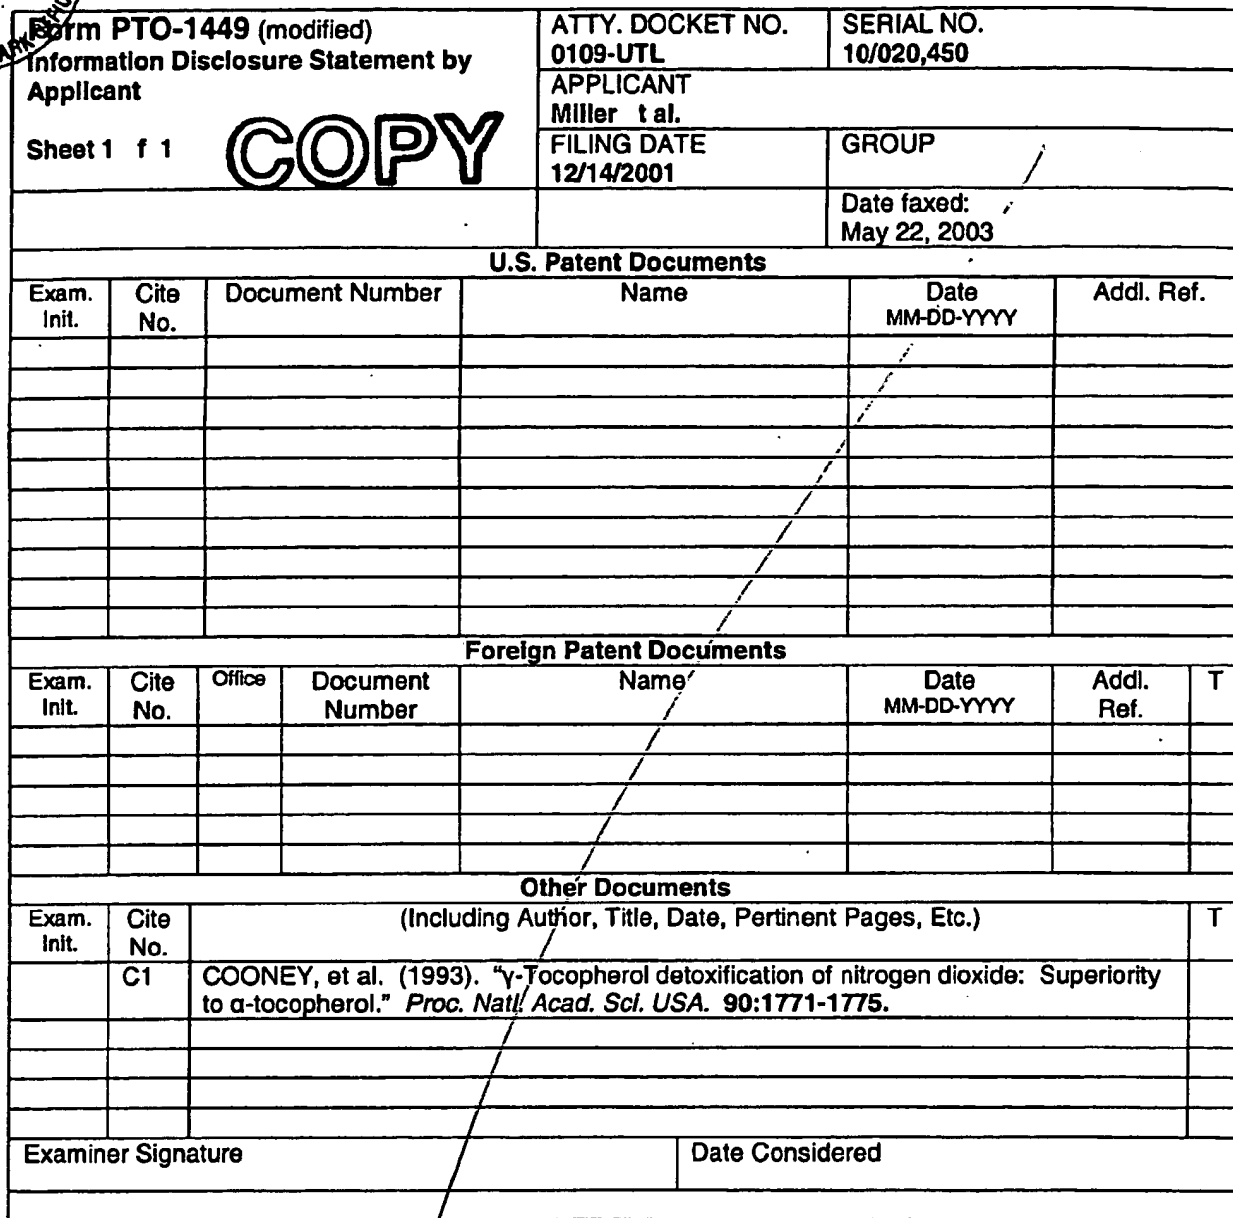 Form PTO-1449 (modified)
Information Disclosure Statement by
Applicant
Sheet 1 f 1
COPY
ATTY. DOCKET NO.
0109-UTL
SERIAL NO.
10/020,450
APPLICANT
Miller t al.
FILING DATE
12/14/2001
GROUP
Date faxed:
May 22, 2003
U.S. Patent Documents
Exam.
Init.
Cite
No.
Document Number
Name
Date
MM-DD-YYYY
Addl. Ref.
Foreign Patent Documents
Exam.
Init.
Cite
No.
Office
Document
Number
Name
Date
MM-DD-YYYY
Addl.
Ref.
T
Other Documents
Exam.
Init.
Cite
No.
(Including Author, Title, Date, Pertinent Pages, Etc.)
T
C1
COONEY, et al. (1993). “γ-Tocopherol detoxification of nitrogen dioxide: Superiority
to α-tocopherol.” Proc. Natl. Acad. Sci. USA. 90:1771-1775.
Examiner Signature
Date Considered